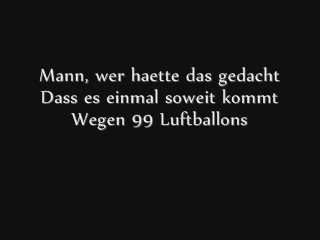 Mann, wer haette das gedacht
Dass es einmal soweit kommt
Wegen 99 Luftballons